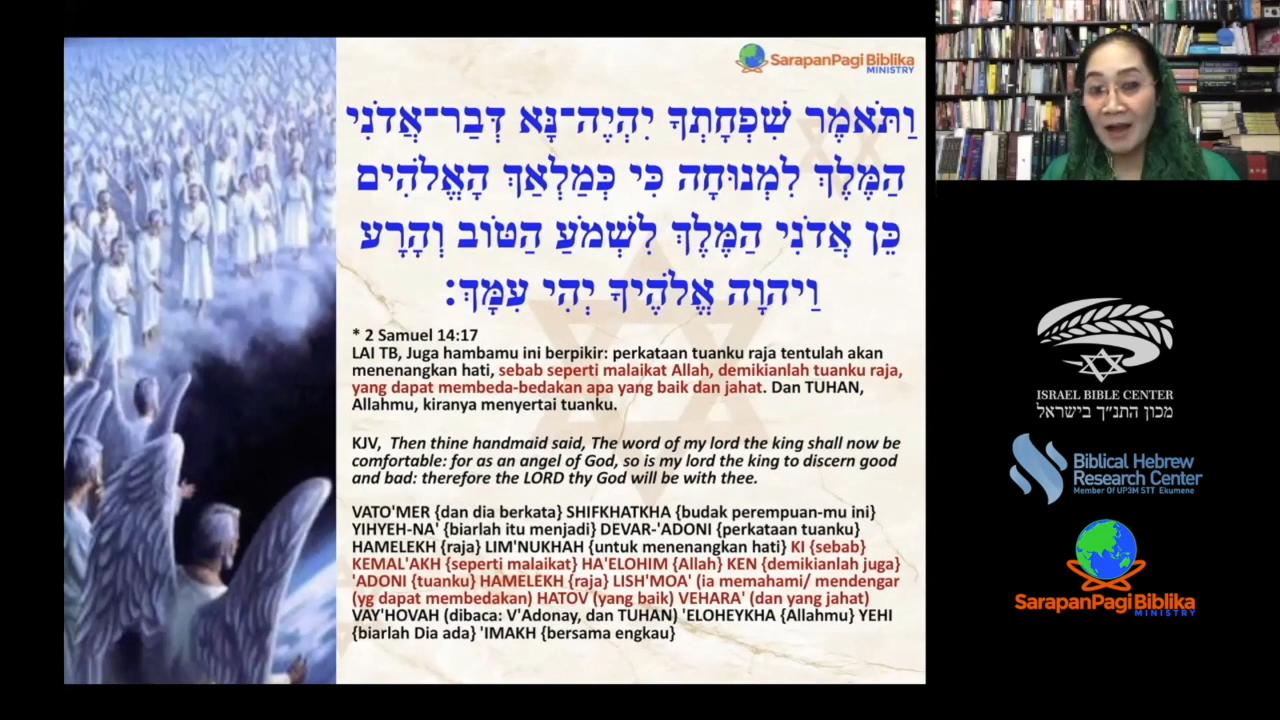 SarapanPagi Biblika
MINISTRY
וַתֹּאמֶר שִׁפְחָתְךָ יִהְיֶה־נָּא דְּבַר־אֲדֹנִי
הַמֶּלֶךְ לִמְנוּחָה כִּי כְּמַלְאַךְ הָאֱלֹהִים
כֵּן אֲדֹנִי הַמֶּלֶךְ לִשְׁמֹעַ הַטּוֹב וְהָרָע
וַיהוָה אֱלֹהֶיךָ יְהִי עִמָּךְ׃
* 2 Samuel 14:17
LAI TB, Juga hambamu ini berpikir: perkataan tuanku raja tentulah akan
menenangkan hati, sebab seperti malaikat Allah, demikianlah tuanku raja,
yang dapat membeda-bedakan apa yang baik dan jahat. Dan TUHAN,
Allahmu, kiranya menyertai tuanku.
KJV, Then thine handmaid said, The word of my lord the king shall now be
comfortable: for as an angel of God, so is my lord the king to discern good
and bad: therefore the LORD thy God will be with thee.
VATO'MER {dan dia berkata} SHIFKHATKHA {budak perempuan-mu ini}
YIHYEH-NA' {biarlah itu menjadi} DEVAR-'ADONI {perkataan tuanku}
HAMELEKH {raja} LIM'NUKHAH {untuk menenangkan hati} KI {sebab}
KEMAL'AKH {seperti malaikat} HA'ELOHIM {Allah} KEN {demikianlah juga}
'ADONI {tuanku} HAMELEKH {raja} LISH'MOA' (ia memahami/ mendengar
(yg dapat membedakan) HATOV (yang baik) VEHARA' (dan yang jahat)
VAY'HOVAH (dibaca: V'Adonay, dan TUHAN) 'ELOHEYKHA {Allahmu} YEHI
{biarlah Dia ada} 'IMAKH {bersama engkau}
ISRAEL BIBLE CENTER
מכון התנ״ך בישראל
Biblical Hebrew
Research Center
Member Of UP3M STT Ekumene
SarapanPagi Biblika
MINISTRY